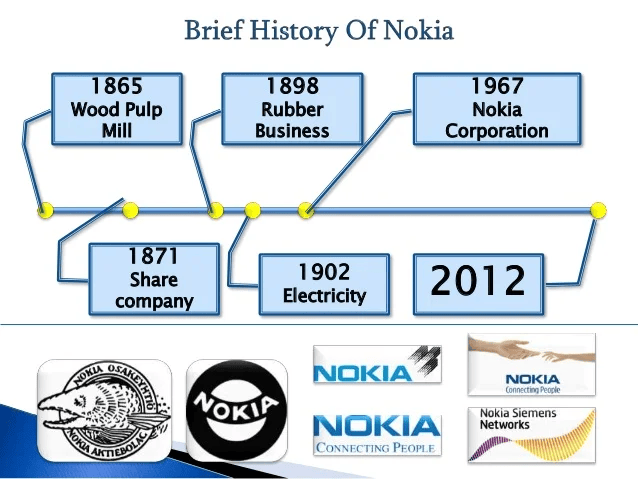 Brief History Of Nokia
1865
Wood Pulp
Mill
1898
Rubber
Business
1967
Nokia
Corporation
1871
Share
company
1902
Electricity
2012
NOKIA OSAKEYHTIÖ
NOKIA AKTIEBOLAG
NOKIA
NOKIA
NOKIA
CONNECTING PEOPLE
NOKIA
Connecting People
Nokia Siemens
Networks